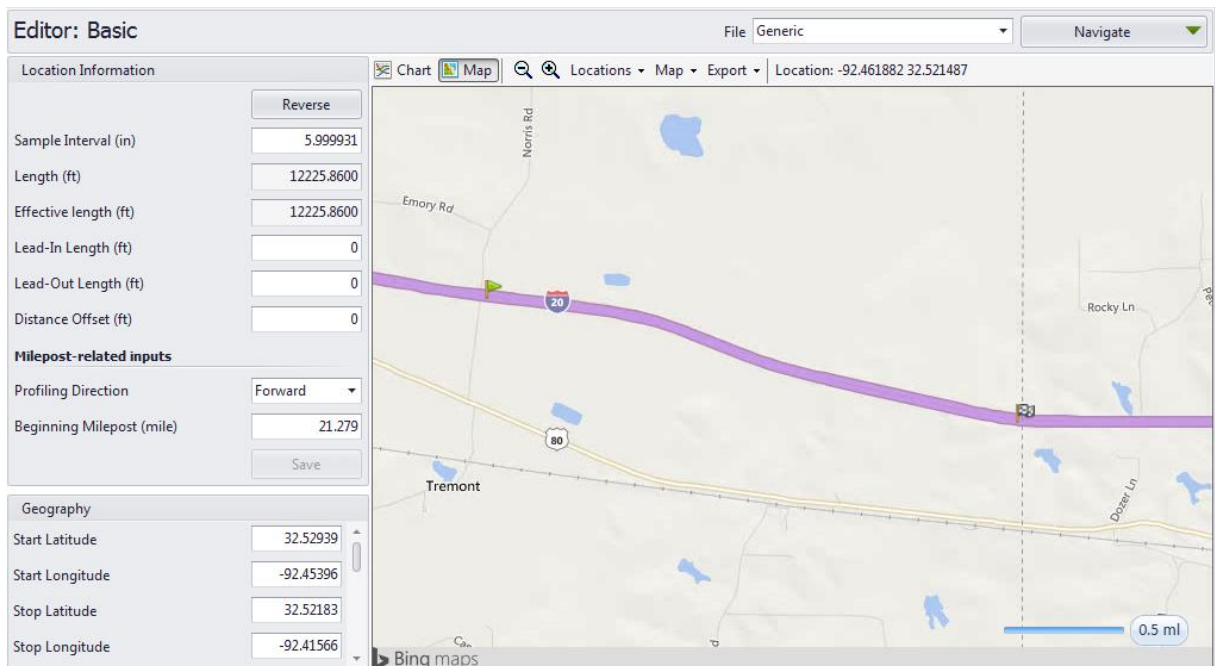 Editor: Basic
File Generic
Navigate
Location Information
Chart Map Locations Map Export Location: -92.461882 32.521487
Reverse
Sample Interval (in) 5.999931
Length (ft) 12225.8600
Effective length (ft) 12225.8600
Lead-In Length (ft) 0
Lead-Out Length (ft) 0
Distance Offset (ft) 0
Milepost-related inputs
Profiling Direction Forward
Beginning Milepost (mile) 21.279
Save
Geography
Start Latitude 32.52939
Start Longitude -92.45396
Stop Latitude 32.52183
Stop Longitude -92.41566
Norris Rd
Emory Rd
20
Rocky Ln
80
Tremont
Dozer Ln
0.5 ml
Bing maps